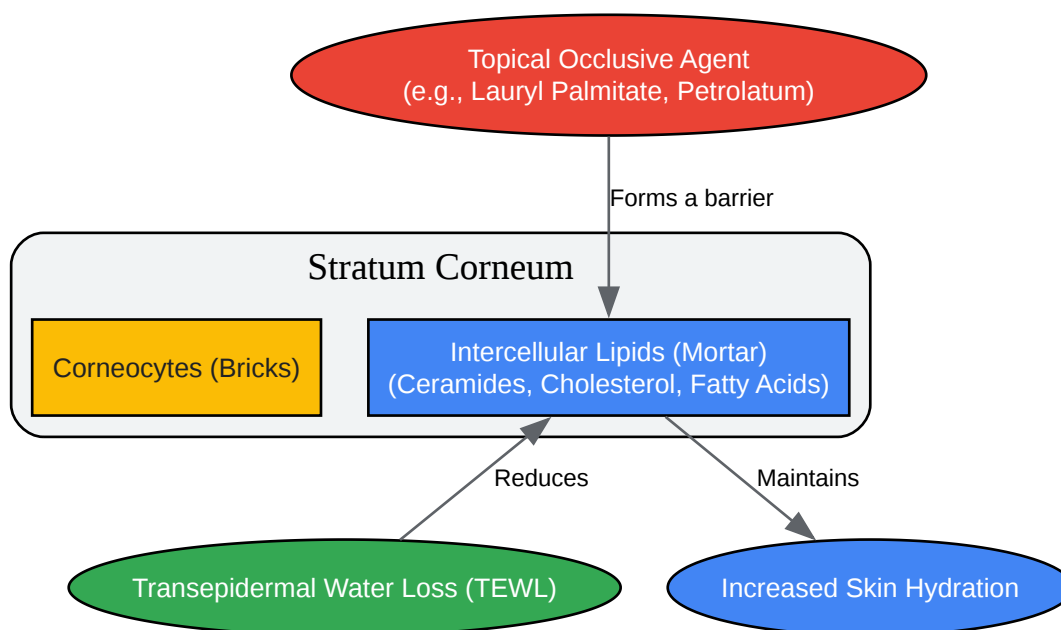 Topical Occlusive Agent
(e.g., Lauryl Palmitate, Petrolatum)
Forms a barrier
Stratum Corneum
Corneocytes (Bricks)
Intercellular Lipids (Mortar)
(Ceramides, Cholesterol, Fatty Acids)
Reduces
Maintains
Transepidermal Water Loss (TEWL)
Increased Skin Hydration